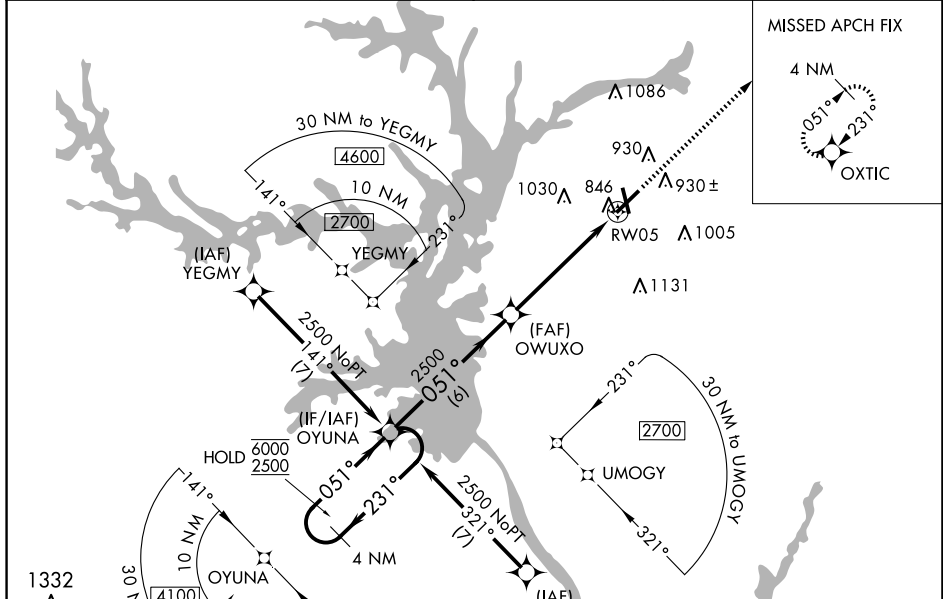 MISSED APCH FIX
4 NM
051°
231°
OXTIC
1086
30 NM to YEGMY
4600
930
141°
10 NM
2700
231°
1030
846
930±
RW05
1005
(IAF)
YEGMY
YEGMY
1131
2500 NoPT
141°
(7)
(FAF)
OWUXO
2500
051°
(6)
231°
30 NM to UMOGY
2700
(IF/IAF)
OYUNA
HOLD
6000
2500
051°
231°
UMOGY
141°
2500 NoPT
321°
(7)
321°
10 NM
4 NM
OYUNA
30 N
1332
4100
(IAF)